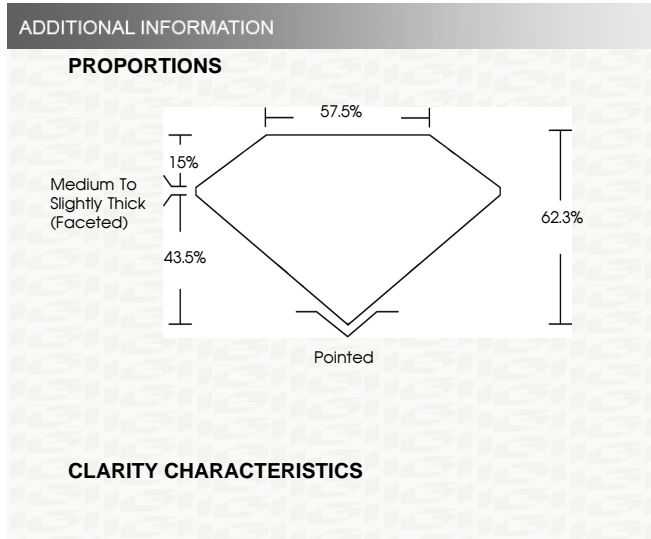 ADDITIONAL INFORMATION
PROPORTIONS
57.5%
15%
Medium To
Slightly Thick
(Faceted)
62.3%
43.5%
Pointed
CLARITY CHARACTERISTICS